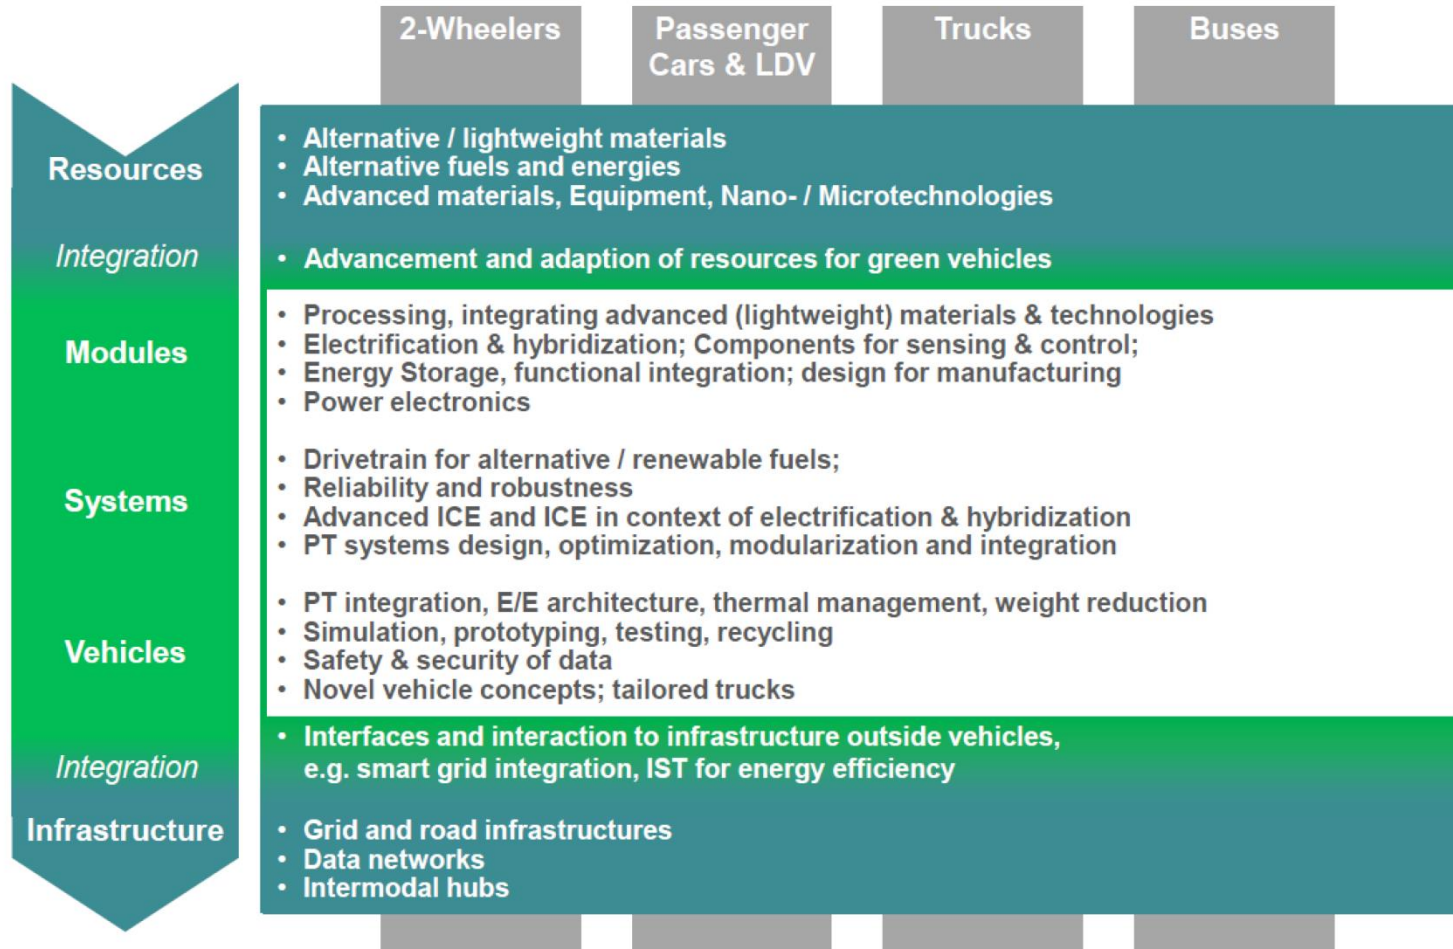 2-Wheelers
Passenger
Cars & LDV
Trucks
Buses
Resources
• Alternative / lightweight materials
• Alternative fuels and energies
• Advanced materials, Equipment, Nano- / Microtechnologies
Integration
• Advancement and adaption of resources for green vehicles
Modules
• Processing, integrating advanced (lightweight) materials & technologies
• Electrification & hybridization; Components for sensing & control;
• Energy Storage, functional integration; design for manufacturing
• Power electronics
Systems
• Drivetrain for alternative / renewable fuels;
• Reliability and robustness
• Advanced ICE and ICE in context of electrification & hybridization
• PT systems design, optimization, modularization and integration
Vehicles
• PT integration, E/E architecture, thermal management, weight reduction
• Simulation, prototyping, testing, recycling
• Safety & security of data
• Novel vehicle concepts; tailored trucks
Integration
• Interfaces and interaction to infrastructure outside vehicles,
e.g. smart grid integration, IST for energy efficiency
Infrastructure
• Grid and road infrastructures
• Data networks
• Intermodal hubs